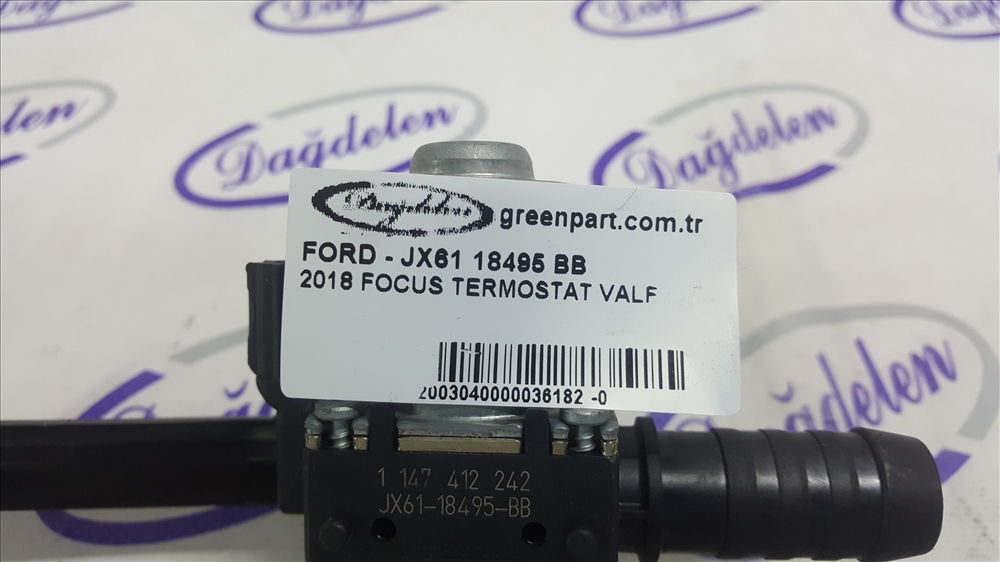 Dağdelen
Dağdelen
Dağdelen
Dağdelen
greenpart.com.tr
FORD - JX61 18495 BB
2018 FOCUS TERMOSTAT VALF
2003040000036182 -0
1 147 412 242
JX61-18495-BB
Dağdelen